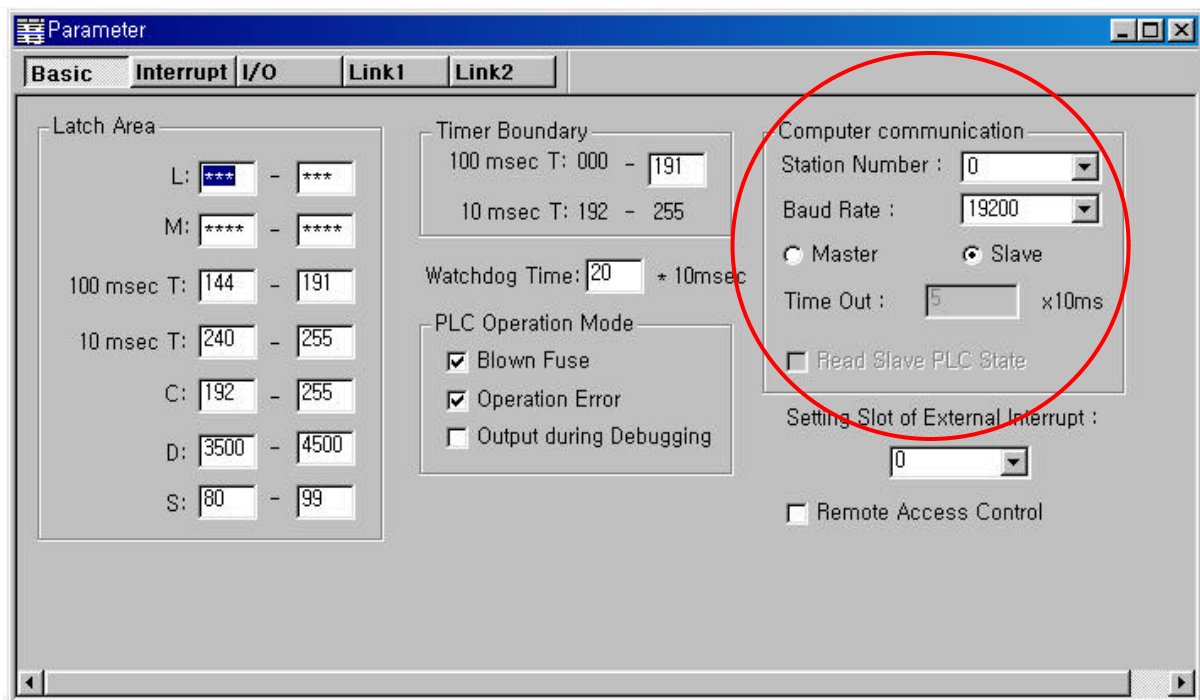 Parameter
Basic Interrupt I/O Link1 Link2
Latch Area
L: *** - ***
M: **** - ****
100 msec T: 144 - 191
10 msec T: 240 - 255
C: 192 - 255
D: 3500 - 4500
S: 80 - 99
Timer Boundary
100 msec T: 000 - 191
10 msec T: 192 - 255
Watchdog Time: 20 * 10msec
PLC Operation Mode
Blown Fuse
Operation Error
Output during Debugging
Computer communication
Station Number : 0
Baud Rate : 19200
Master Slave
Time Out : 5 x10ms
Read Slave PLC State
Setting Slot of External Interrupt :
0
Remote Access Control